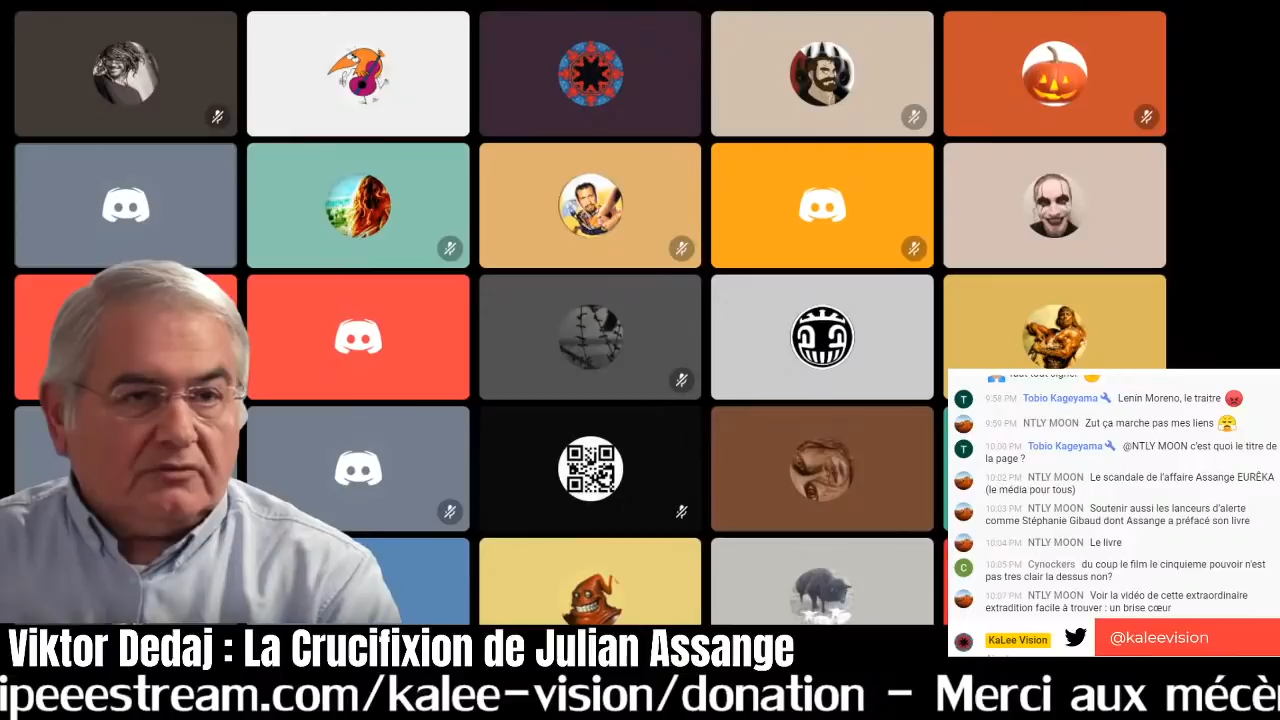 9:58 PM Tobio Kageyama Lenín Moreno, le traitre
9:59 PM NTLY MOON Zut ça marche pas mes liens
10:00 PM Tobio Kageyama @NTLY MOON c'est quoi le titre de
la page ?
10:02 PM NTLY MOON Le scandale de l'affaire Assange EURÊKA
(le média pour tous)
10:03 PM NTLY MOON Soutenir aussi les lanceurs d'alerte
comme Stéphanie Gibaud dont Assange a préfacé son livre
10:04 PM NTLY MOON Le livre
C 10:05 PM Cynockers du coup le film le cinquieme pouvoir n'est
pas tres clair la dessus non?
10:07 PM NTLY MOON Voir la vidéo de cette extraordinaire
extradition facile à trouver : un brise cœur
KaLee Vision
@kaleevision
Viktor Dedaj : La Crucifixion de Julian Assange
ipeeestream.com/kalee-vision/donation - Merci aux mécèn